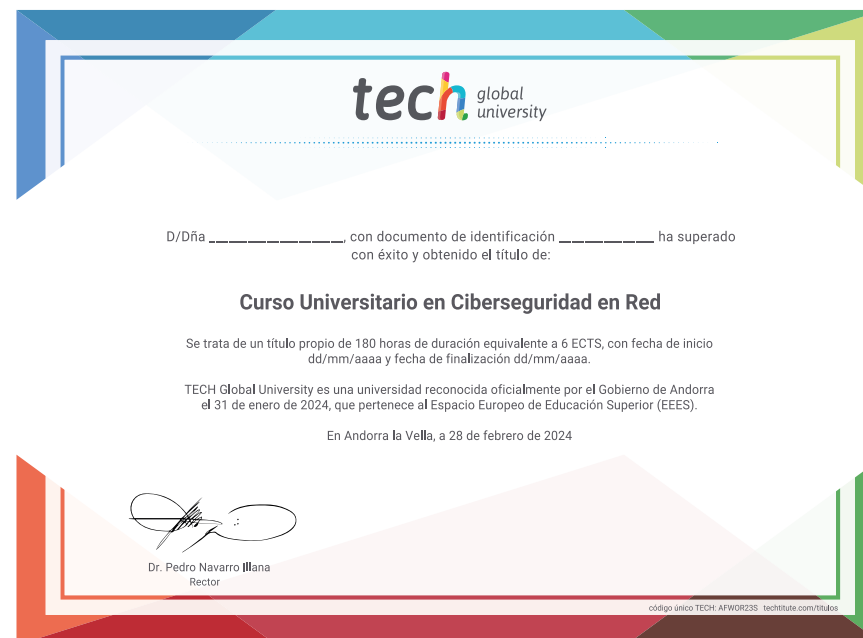 tech global
university
D/Dña ______________, con documento de identificación __________ ha superado
con éxito y obtenido el título de:
Curso Universitario en Ciberseguridad en Red
Se trata de un título propio de 180 horas de duración equivalente a 6 ECTS, con fecha de inicio
dd/mm/aaaa y fecha de finalización dd/mm/aaaa.
TECH Global University es una universidad reconocida oficialmente por el Gobierno de Andorra
el 31 de enero de 2024, que pertenece al Espacio Europeo de Educación Superior (EEES).
En Andorra la Vella, a 28 de febrero de 2024
Dr. Pedro Navarro Illana
Rector
código único TECH: AFWOR23S techtitute.com/titulos